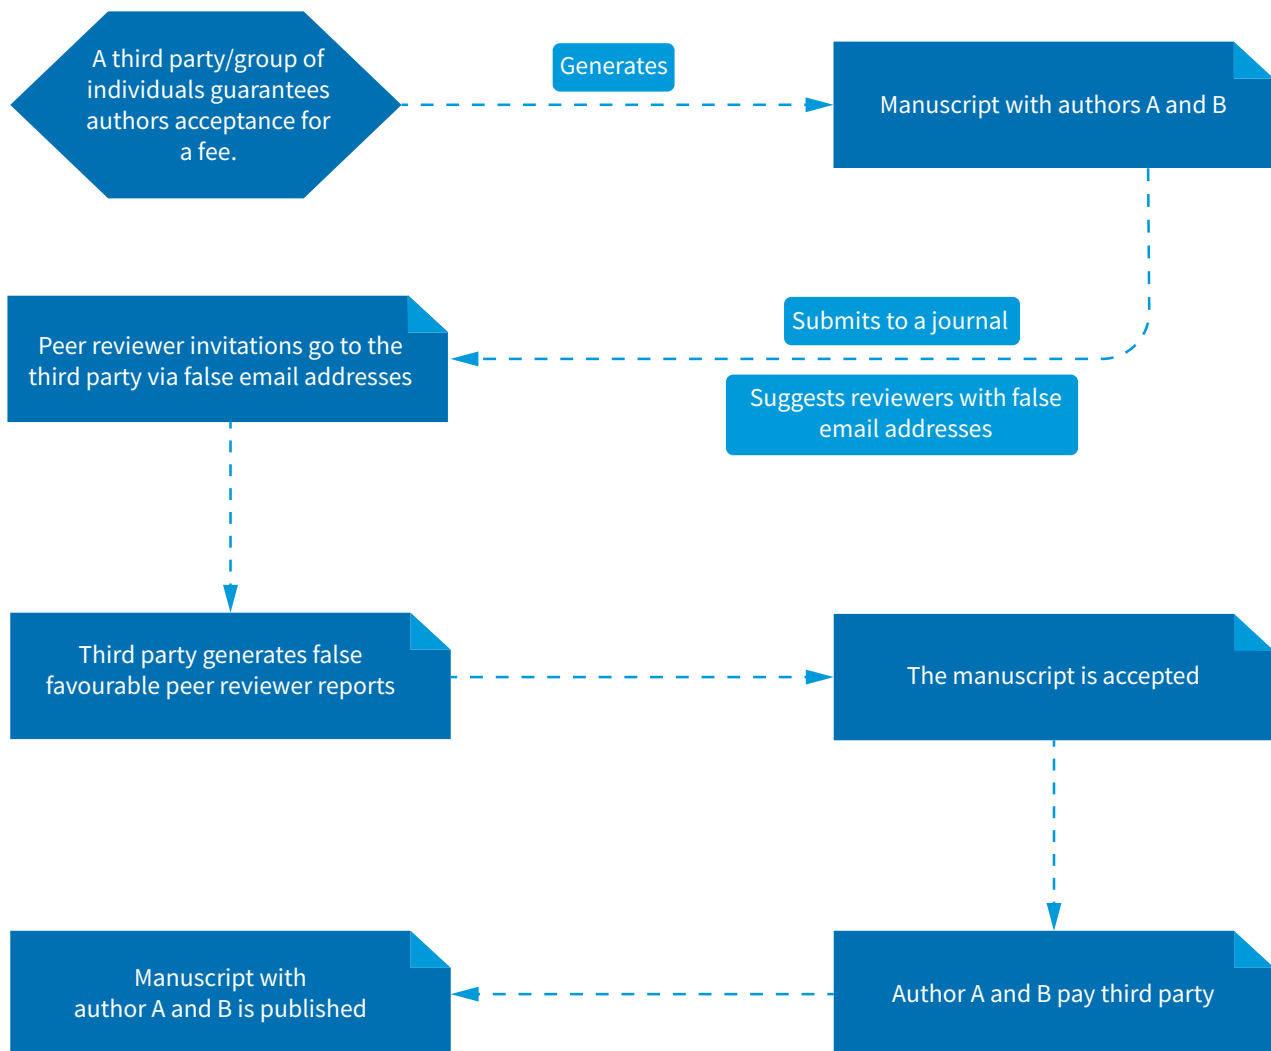 A third party/group of
individuals guarantees
authors acceptance for
a fee.
Generates
Manuscript with authors A and B
Submits to a journal
Suggests reviewers with false
email addresses
Peer reviewer invitations go to the
third party via false email addresses
Third party generates false
favourable peer reviewer reports
The manuscript is accepted
Author A and B pay third party
Manuscript with
author A and B is published